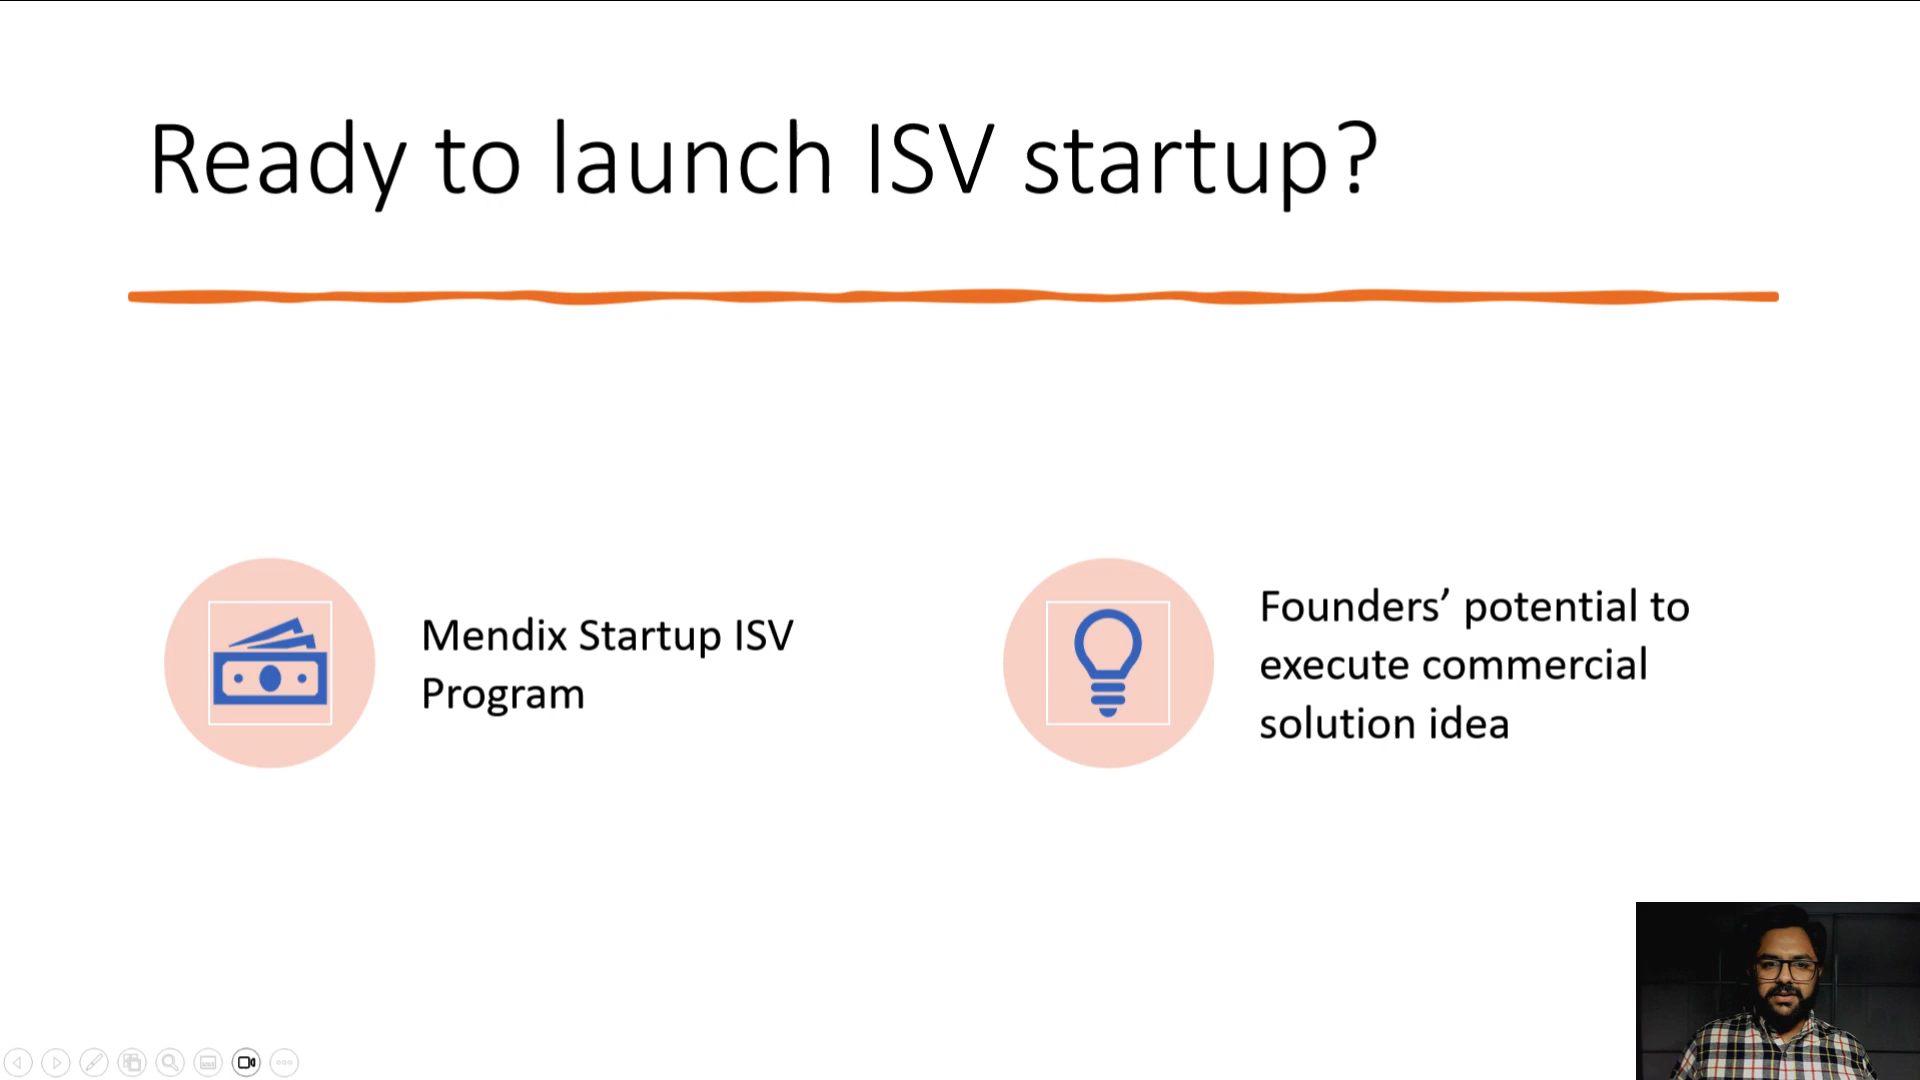 Ready to launch ISV startup?
Mendix Startup ISV
Program
Founders’ potential to
execute commercial
solution idea